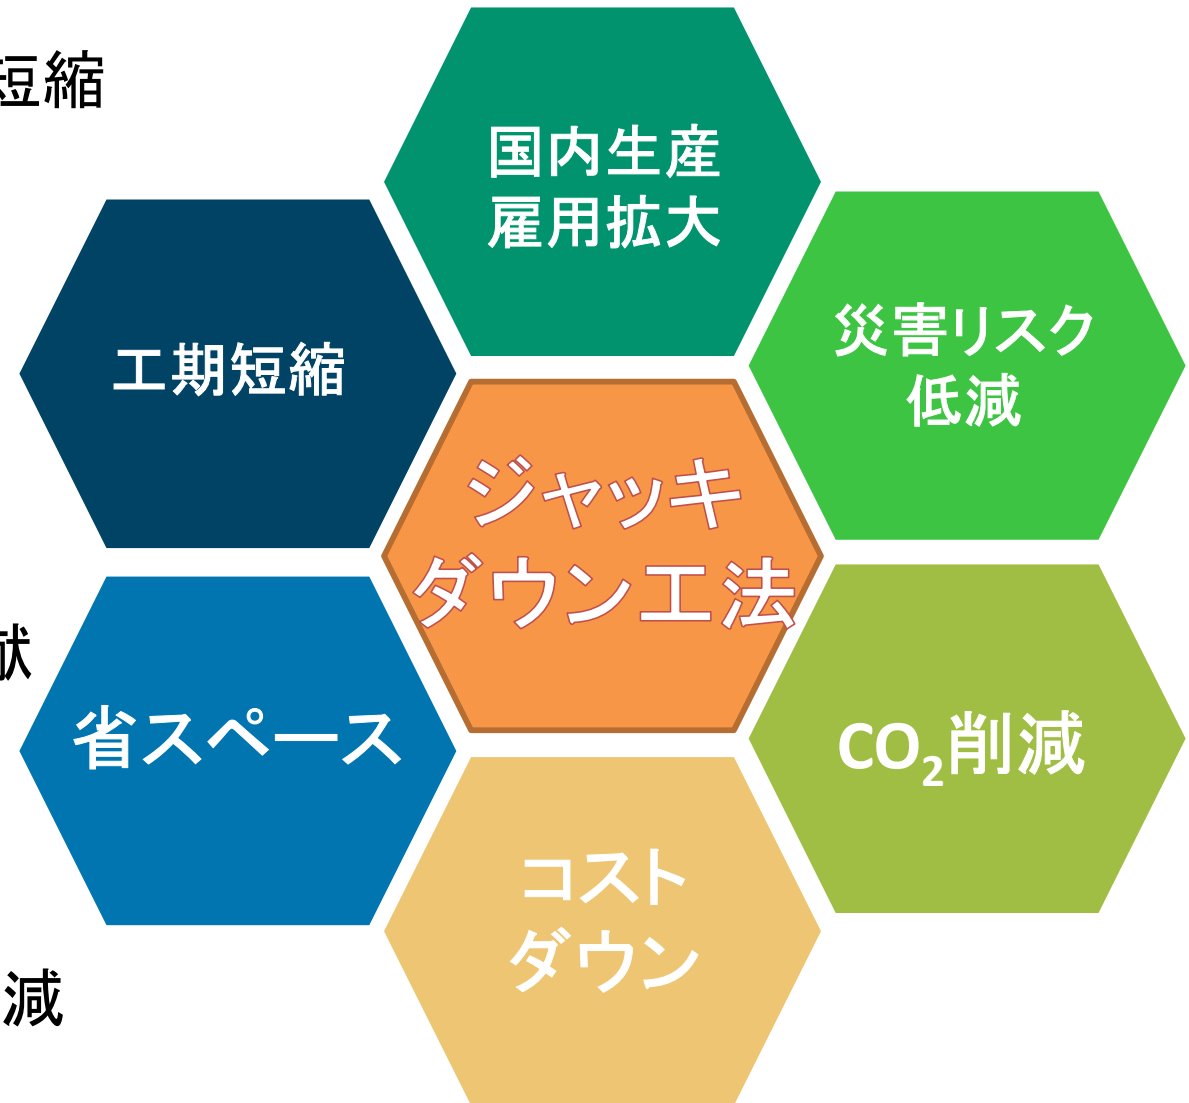 短縮
国内生産
雇用拡大
災害リスク
低減
工期短縮
ジャッキ
ダウン工法
献
省スペース
CO₂削減
コスト
ダウン
減